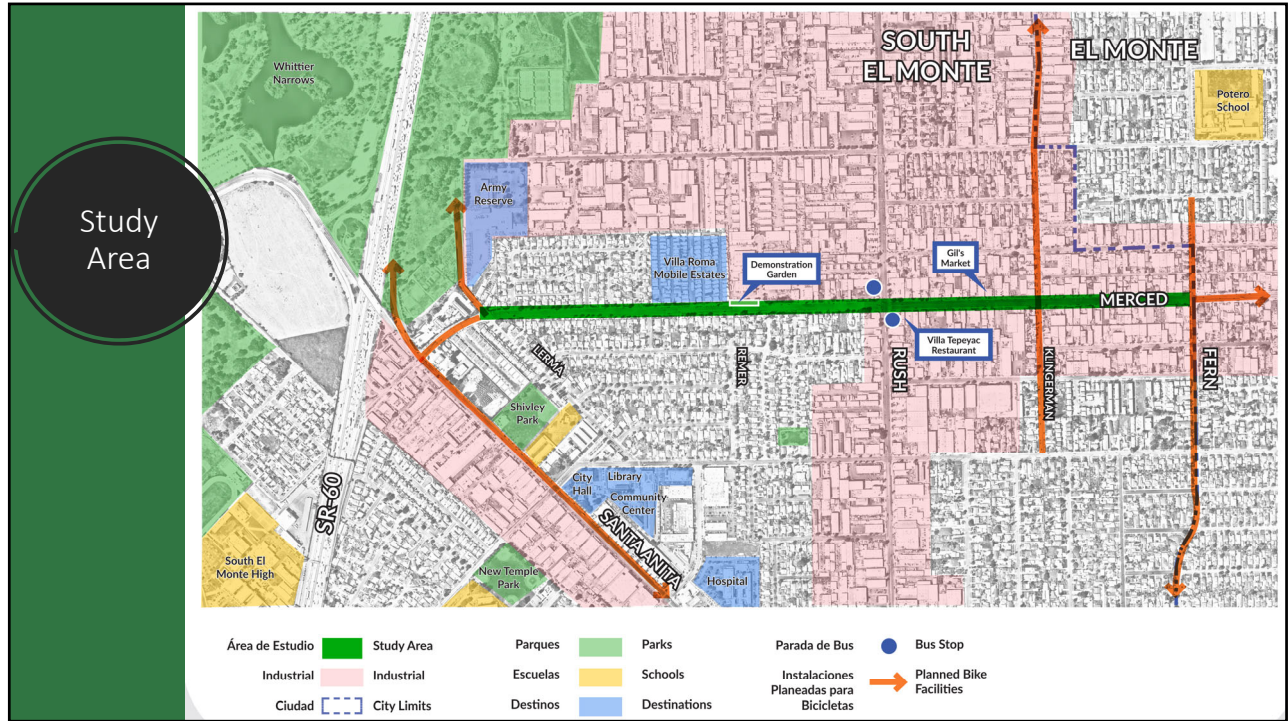 Study
Area
Whittier
Narrows
SOUTH
EL MONTE
EL MONTE
Potero
School
Army
Reserve
Villa Roma
Mobile Estates
Demonstration
Garden
Gil's
Market
MERCED
Villa Tepeyac
Restaurant
LERMA
REMER
RUSH
KLINGERMAN
FERN
Shivley
Park
SR-60
City
Hall
Library
Community
Center
SANTA ANITA
South El
Monte High
New Temple
Park
Hospital
Área de Estudio Study Area
Industrial Industrial
Ciudad City Limits
Parques Parks
Escuelas Schools
Destinos Destinations
Parada de Bus Bus Stop
Instalaciones
Planeadas para
Bicicletas
Planned Bike
Facilities